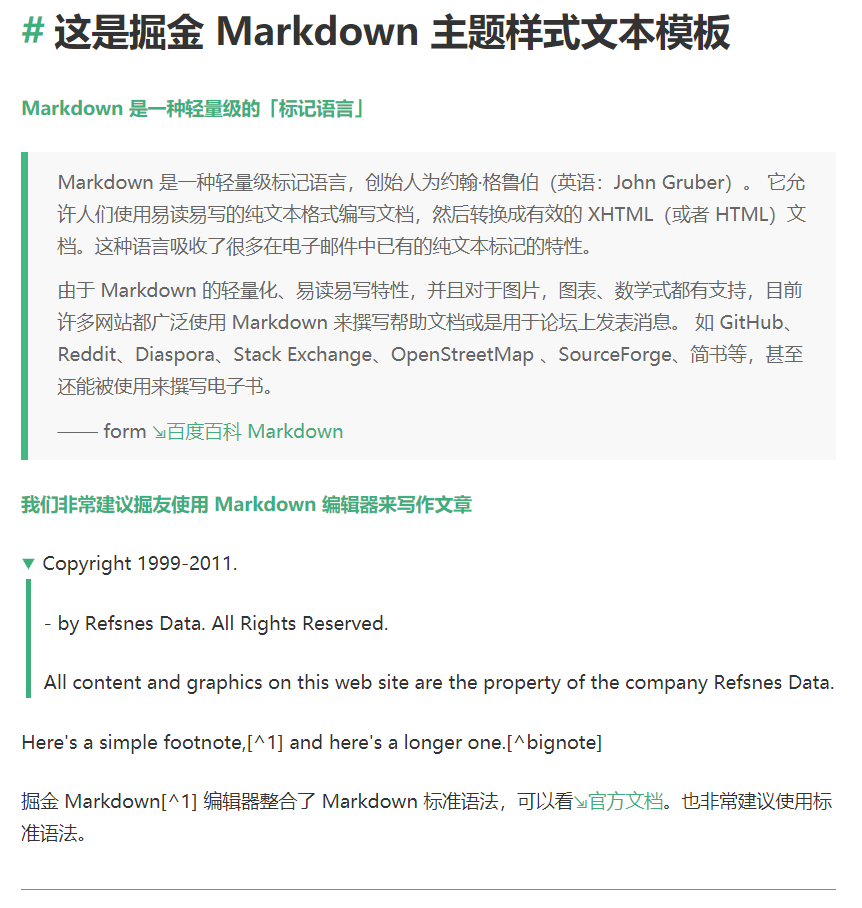 # 这是掘金 Markdown 主题样式文本模板
Markdown 是一种轻量级的「标记语言」
Markdown 是一种轻量级标记语言，创始人为约翰·格鲁伯（英语：John Gruber）。 它允
许人们使用易读易写的纯文本格式编写文档，然后转换成有效的 XHTML（或者 HTML）文
档。这种语言吸收了很多在电子邮件中已有的纯文本标记的特性。
由于 Markdown 的轻量化、易读易写特性，并且对于图片，图表、数学式都有支持，目前
许多网站都广泛使用 Markdown 来撰写帮助文档或是用于论坛上发表消息。 如 GitHub、
Reddit、Diaspora、Stack Exchange、OpenStreetMap 、SourceForge、简书等，甚至
还能被使用来撰写电子书。
—— form ⇲百度百科 Markdown
我们非常建议掘友使用 Markdown 编辑器来写作文章
▼ Copyright 1999-2011.
- by Refsnes Data. All Rights Reserved.
All content and graphics on this web site are the property of the company Refsnes Data.
Here's a simple footnote,[^1] and here's a longer one.[^bignote]
掘金 Markdown[^1] 编辑器整合了 Markdown 标准语法，可以看⇲官方文档。也非常建议使用标
准语法。